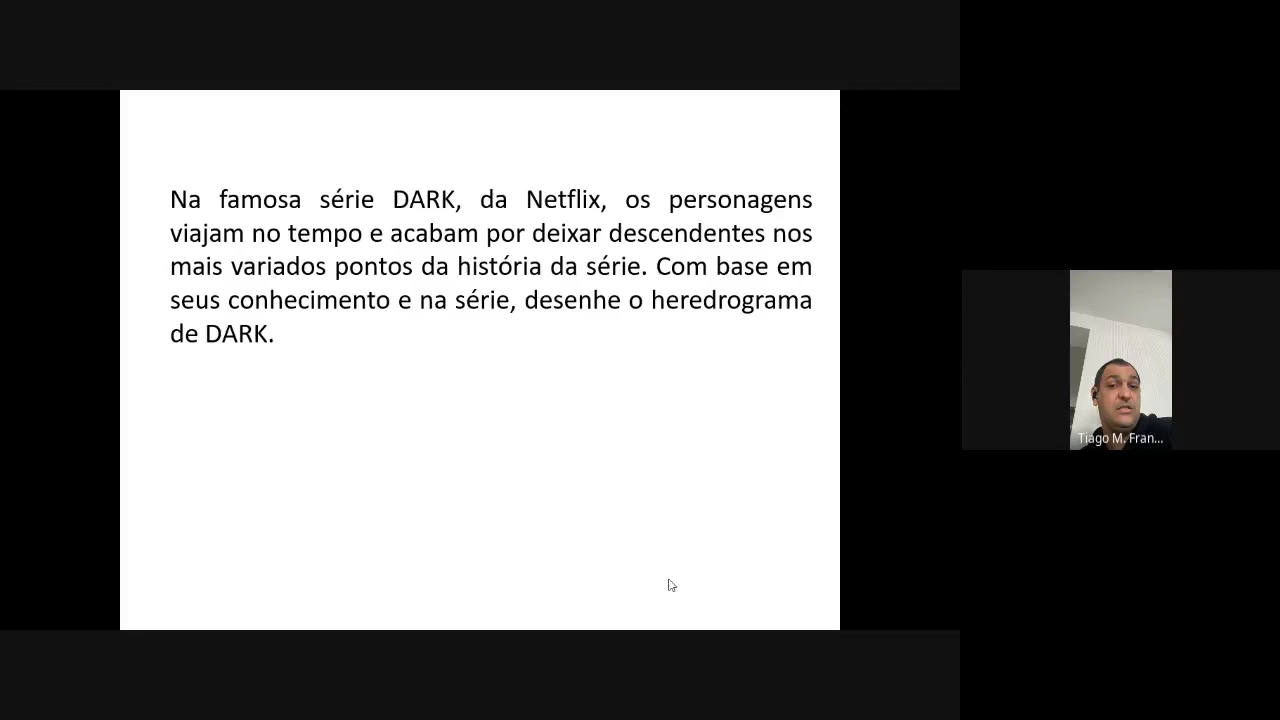 Na famosa série DARK, da Netflix, os personagens
viajam no tempo e acabam por deixar descendentes nos
mais variados pontos da história da série. Com base em
seus conhecimento e na série, desenhe o heredrograma
de DARK.
Tiago M. Fran...